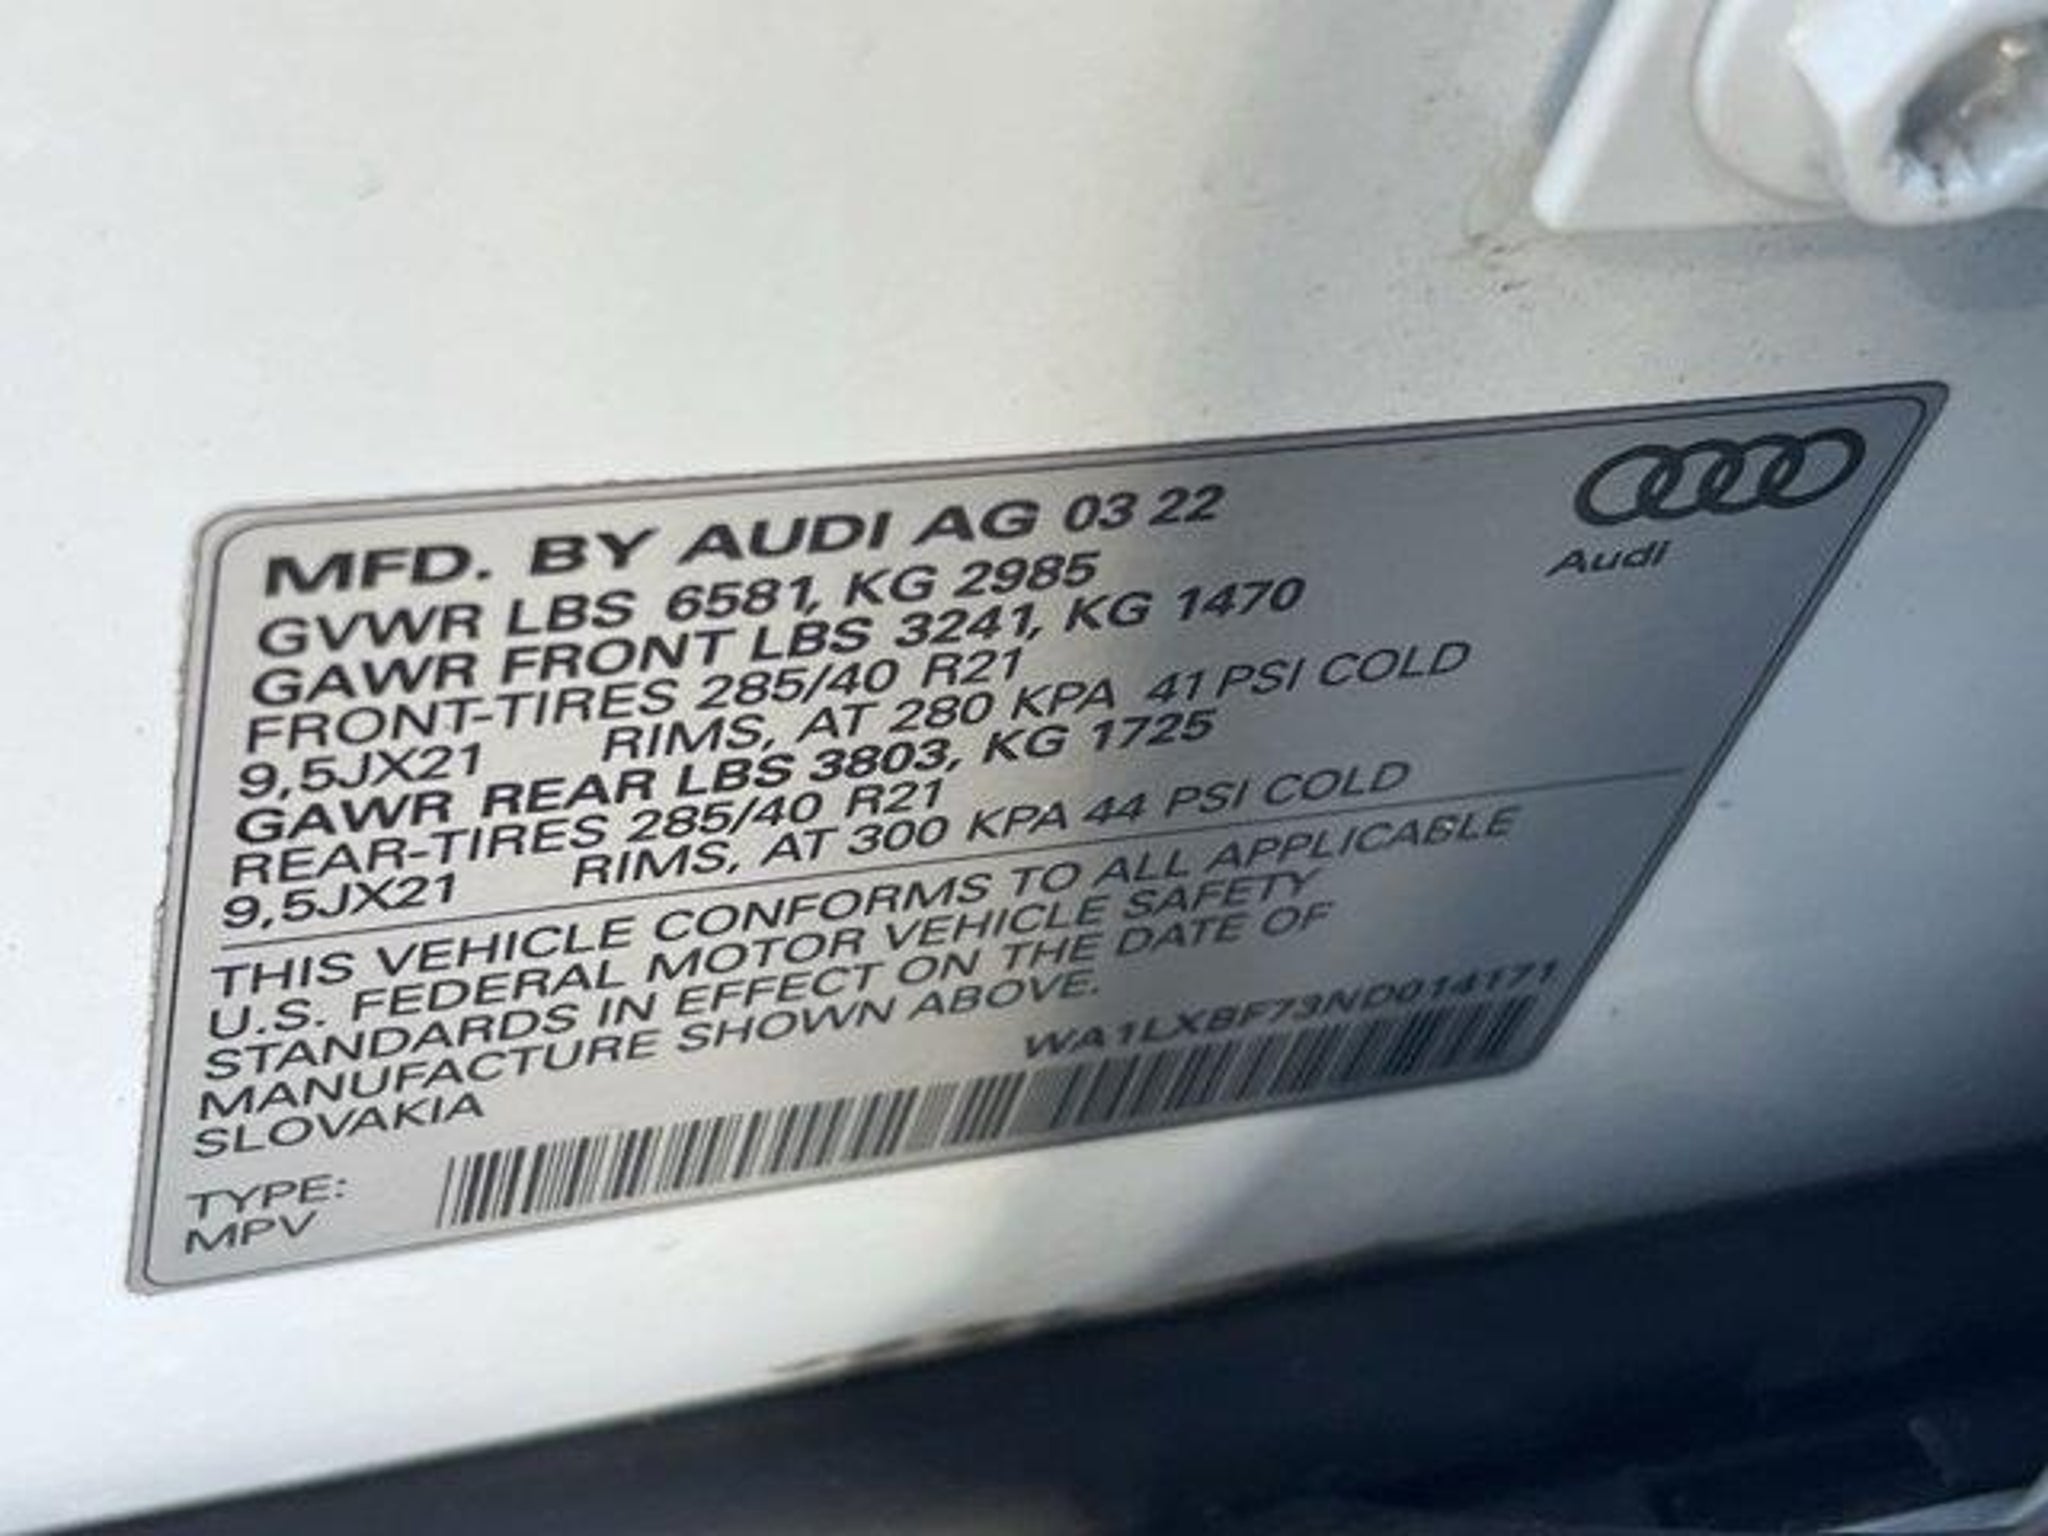 MFD. BY AUDI AG 03 22
GVWR LBS 6581, KG 2985
GAWR FRONT LBS 3241, KG 1470
FRONT-TIRES 285/40 R21
9,5JX21 RIMS, AT 280 KPA 41 PSI COLD
GAWR REAR LBS 3803, KG 1725
REAR-TIRES 285/40 R21
9,5JX21 RIMS, AT 300 KPA 44 PSI COLD
THIS VEHICLE CONFORMS TO ALL APPLICABLE
U.S. FEDERAL MOTOR VEHICLE SAFETY
STANDARDS IN EFFECT ON THE DATE OF
MANUFACTURE SHOWN ABOVE.
SLOVAKIA
WA1LXBF73ND014171
TYPE:
MPV
Audi